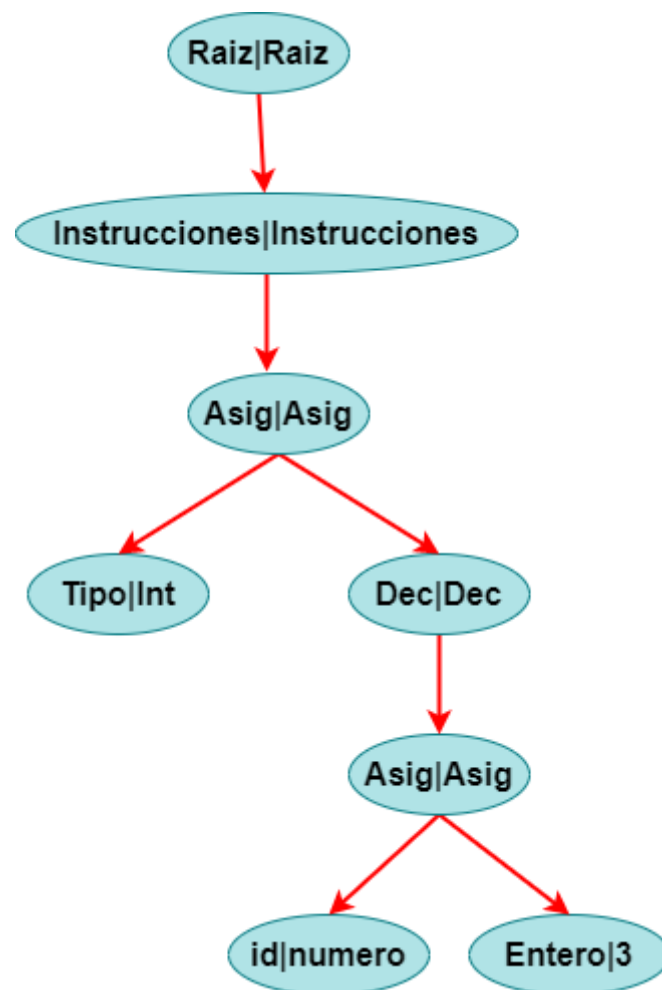 Raiz|Raiz
Instrucciones|Instrucciones
Asig|Asig
Tipo|Int
Dec|Dec
Asig|Asig
id|numero
Entero|3